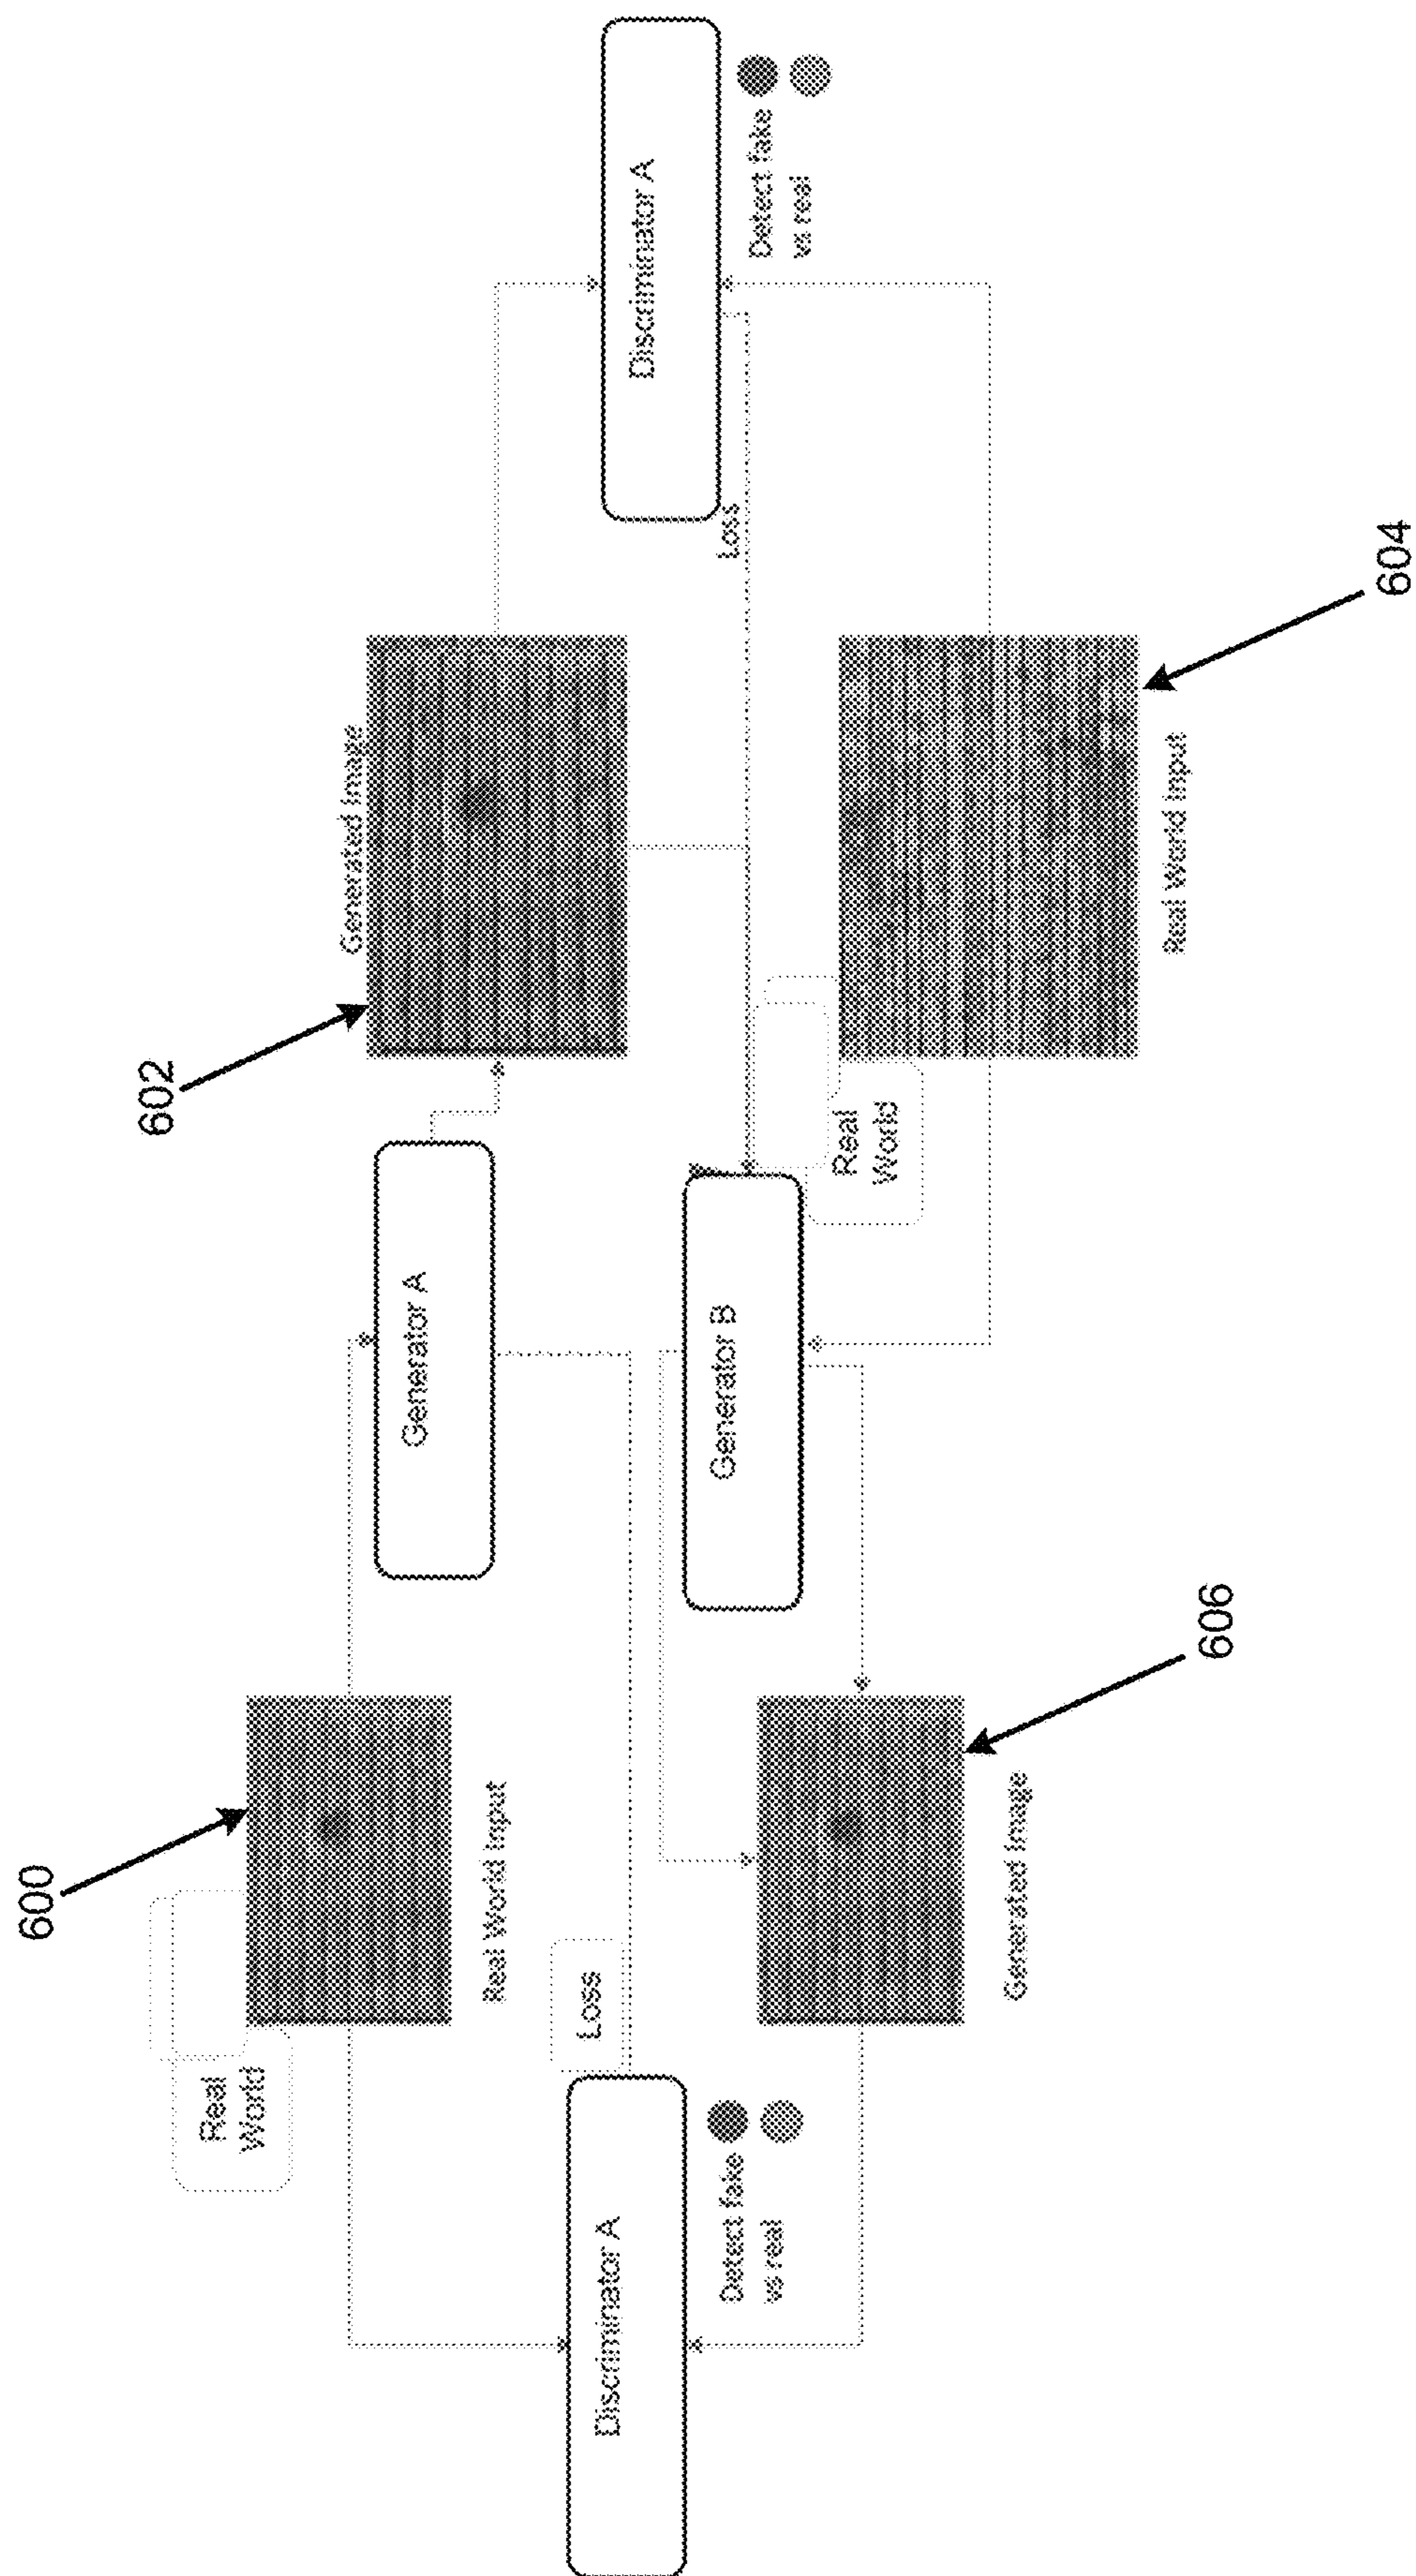 600
602
Real
World
Generated Image
Generator A
Real World Input
Loss
Discriminator A
Detect fake
vs real
Discriminator A
Detect fake
vs real
Loss
Generator B
Real
World
Generated Image
Real World Input
606
604